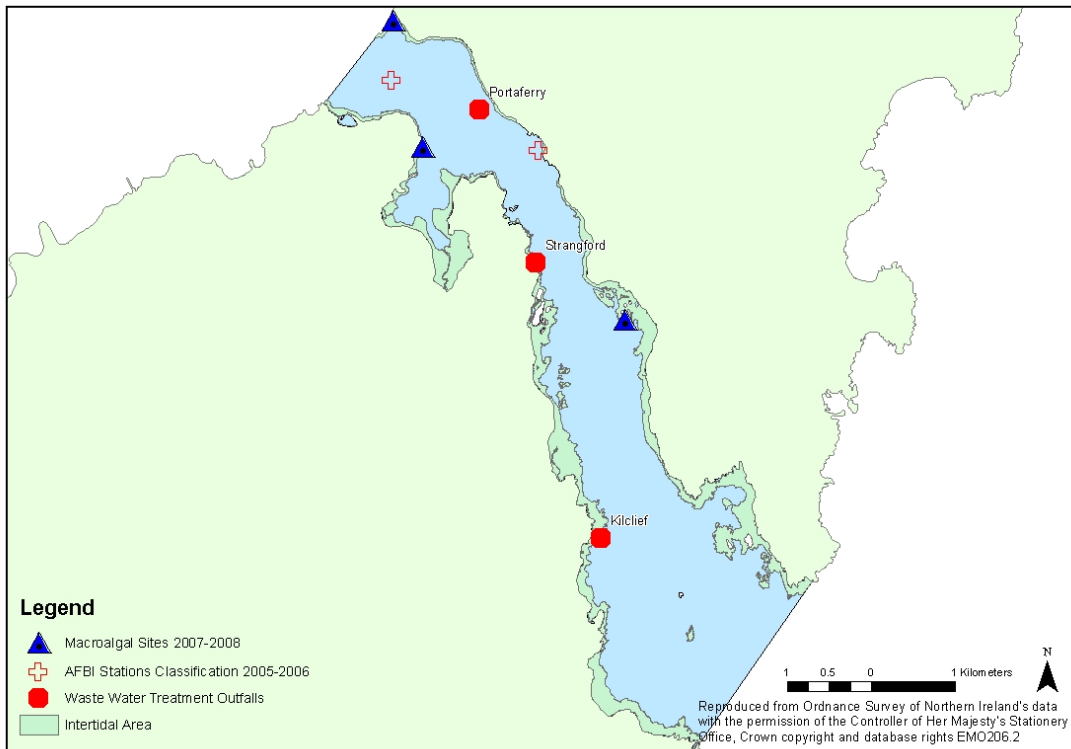 Portaferry
Strangford
Kilclief
Legend
Macroalgal Sites 2007-2008
AFBI Stations Classification 2005-2006
Waste Water Treatment Outfalls
Intertidal Area
N
1 0.5 0 1 Kilometers
Reproduced from Ordnance Survey of Northern Ireland's data
with the permission of the Controller of Her Majesty's Stationery
Office, Crown copyright and database rights EMO206.2